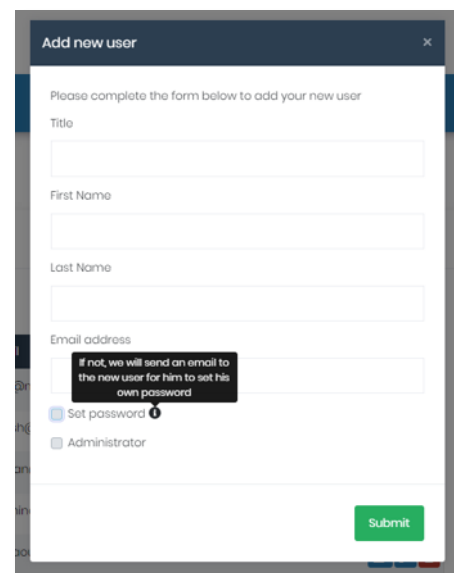 Add new user
×
Please complete the form below to add your new user
Title
First Name
Last Name
Email address
If not, we will send an email to
the new user for him to set his
own password
Set password
Administrator
Submit